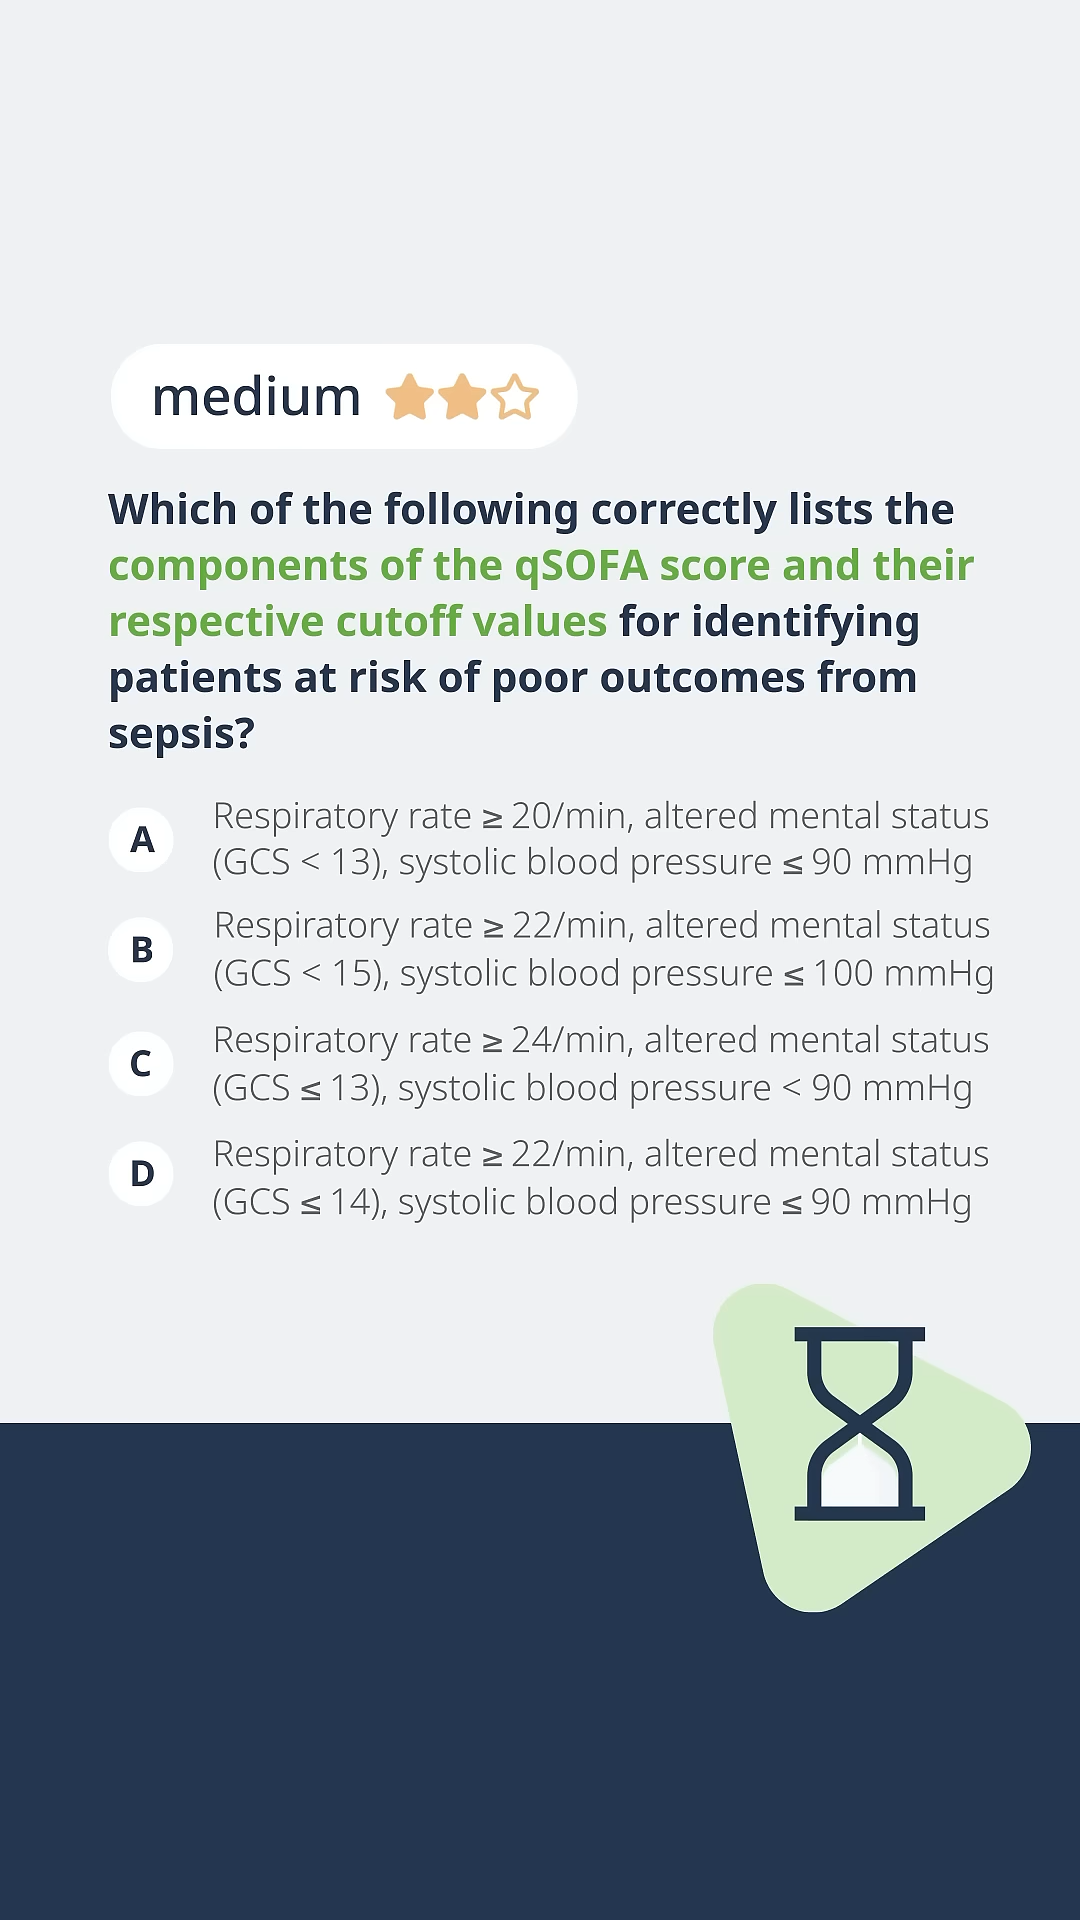 medium
Which of the following correctly lists the
components of the qSOFA score and their
respective cutoff values for identifying
patients at risk of poor outcomes from
sepsis?
A Respiratory rate ≥ 20/min, altered mental status
(GCS < 13), systolic blood pressure ≤ 90 mmHg
B Respiratory rate ≥ 22/min, altered mental status
(GCS < 15), systolic blood pressure ≤ 100 mmHg
C Respiratory rate ≥ 24/min, altered mental status
(GCS ≤ 13), systolic blood pressure < 90 mmHg
D Respiratory rate ≥ 22/min, altered mental status
(GCS ≤ 14), systolic blood pressure ≤ 90 mmHg